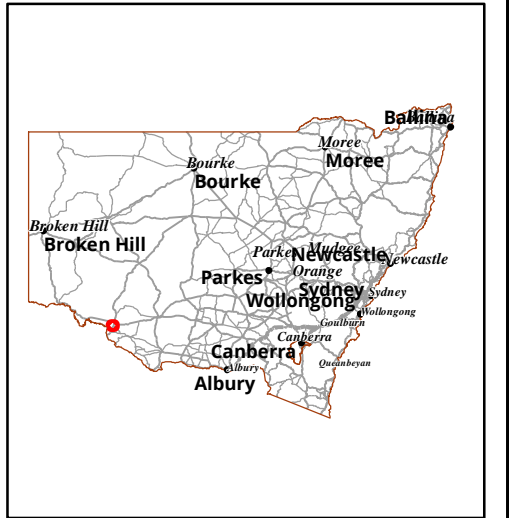 Ballina
Ballina
Moree
Moree
Bourke
Bourke
Broken Hill
Broken Hill
Parkes
Mudgee
Newcastle
Newcastle
Orange
Parkes
Sydney
Sydney
Wollongong
Wollongong
Goulburn
Canberra
Canberra
Queanbeyan
Albury
Albury